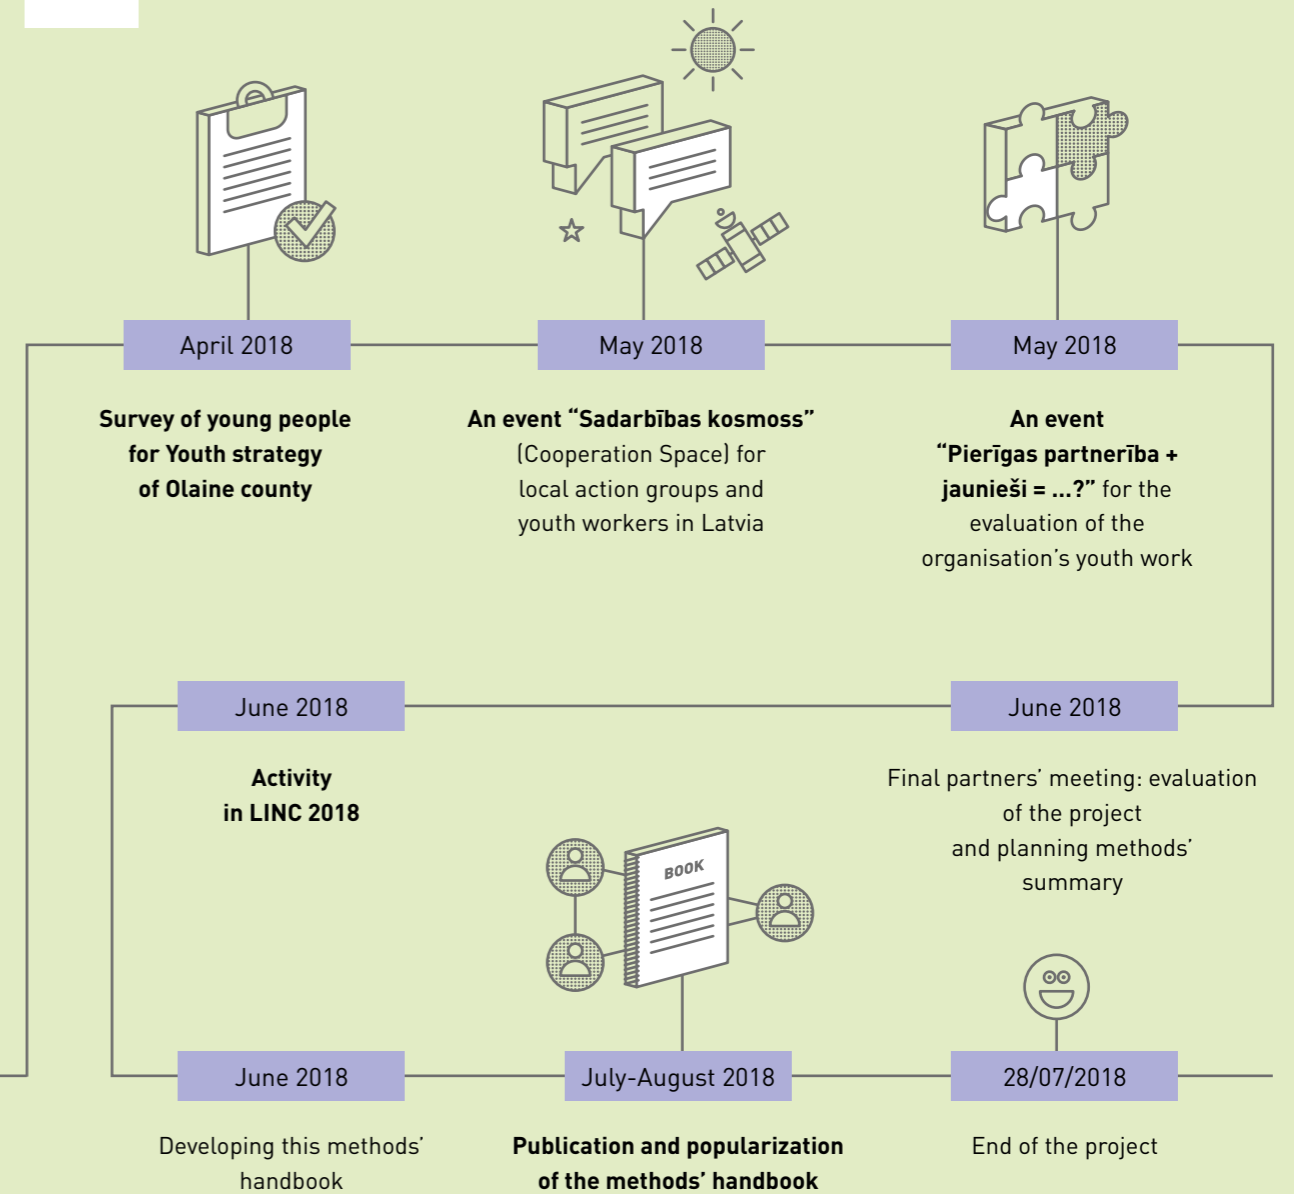 April 2018
Survey of young people
for Youth strategy
of Olaine county
May 2018
An event “Sadarbības kosmoss”
(Cooperation Space) for
local action groups and
youth workers in Latvia
May 2018
An event
“Pierīgas partnerība +
jaunieši = ...?” for the
evaluation of the
organisation’s youth work
June 2018
Final partners’ meeting: evaluation
of the project
and planning methods’
summary
June 2018
Activity
in LINC 2018
June 2018
Developing this methods’
handbook
BOOK
July-August 2018
Publication and popularization
of the methods’ handbook
28/07/2018
End of the project